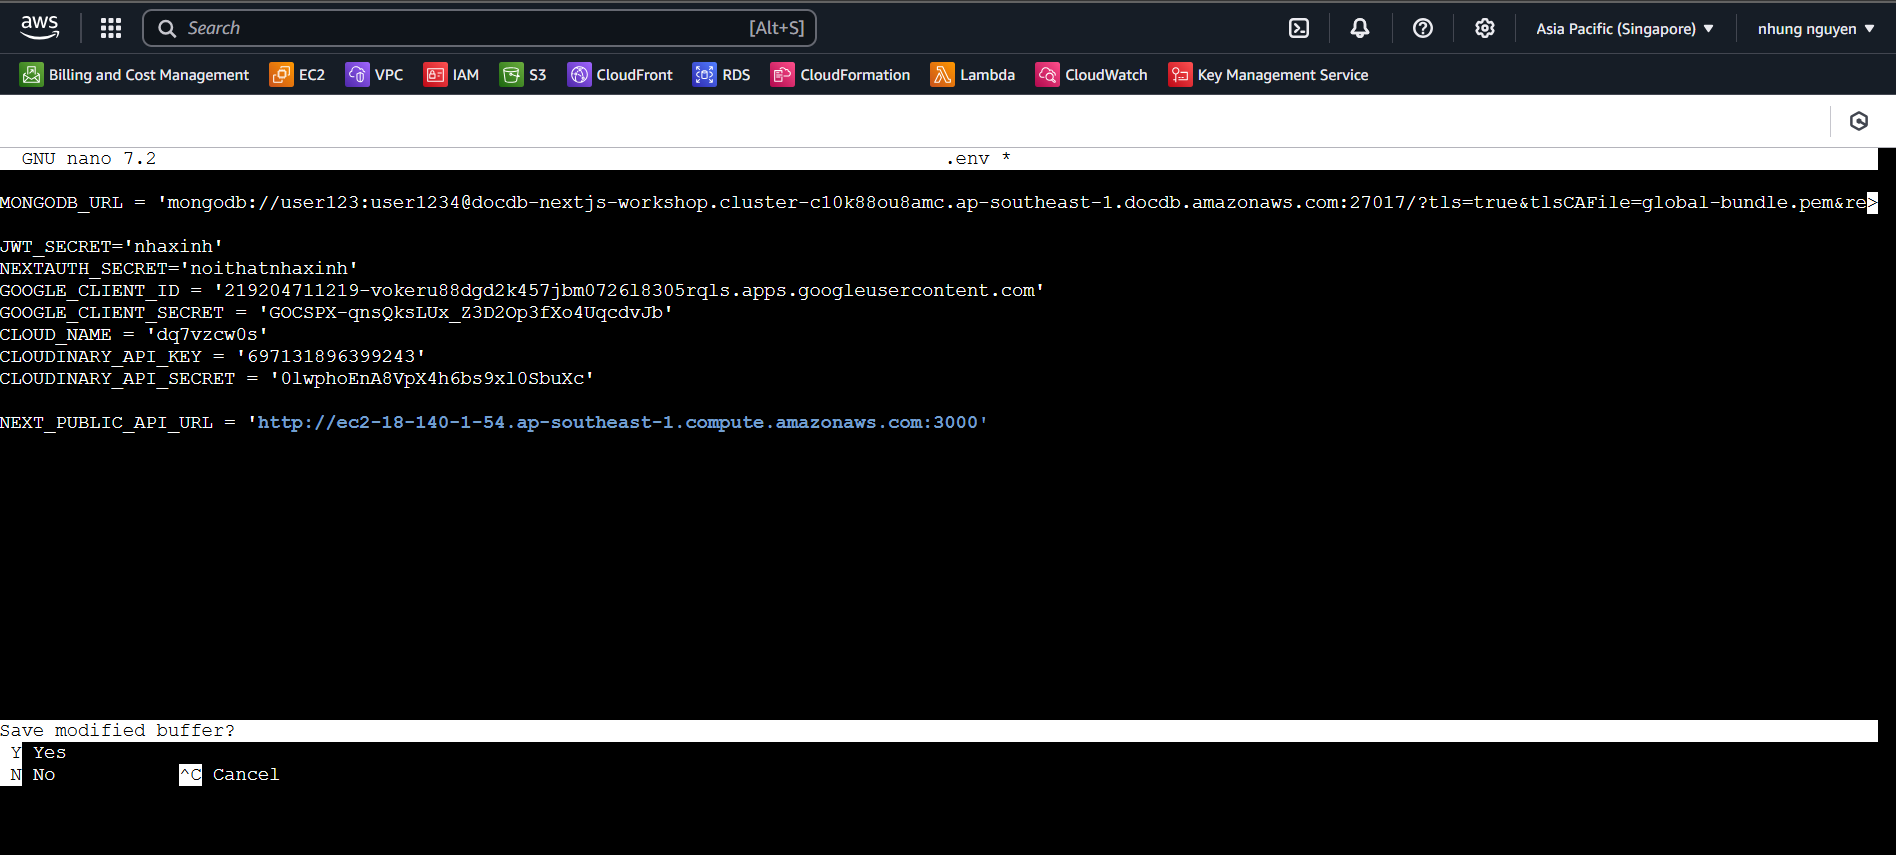 aws
Search [Alt+S]
Asia Pacific (Singapore) ▼ nhung nguyen ▼
Billing and Cost Management EC2 VPC IAM S3 CloudFront RDS CloudFormation Lambda CloudWatch Key Management Service
GNU nano 7.2 .env *
MONGODB_URL = 'mongodb://user123:user1234@docdb-nextjs-workshop.cluster-c10k88ou8amc.ap-southeast-1.docdb.amazonaws.com:27017/?tls=true&tlsCAFile=global-bundle.pem&re>
JWT_SECRET='nhaxinh'
NEXTAUTH_SECRET='noithatnhaxinh'
GOOGLE_CLIENT_ID = '219204711219-vokeru88dgd2k457jbm0726l8305rqls.apps.googleusercontent.com'
GOOGLE_CLIENT_SECRET = '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'
CLOUD_NAME = 'dq7vzcw0s'
CLOUDINARY_API_KEY = '697131896399243'
CLOUDINARY_API_SECRET = '0lwphoEnA8VpX4h6bs9xl0SbuXc'
NEXT_PUBLIC_API_URL = 'http://ec2-18-140-1-54.ap-southeast-1.compute.amazonaws.com:3000'
Save modified buffer?
Y Yes
N No ^C Cancel